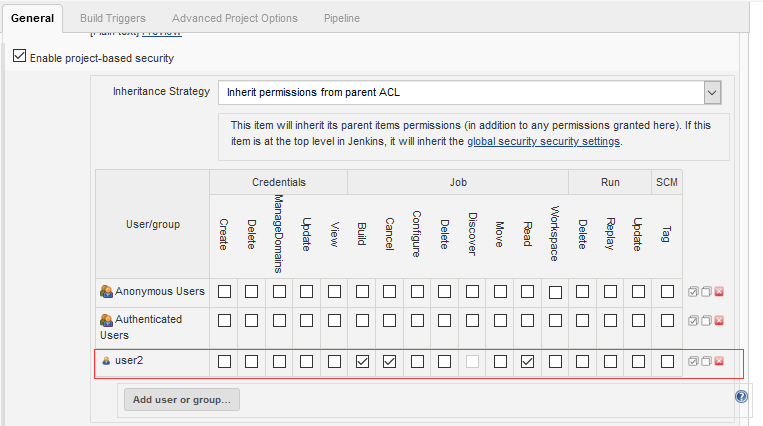 General Build Triggers Advanced Project Options Pipeline
[Plain text] Preview
Enable project-based security
Inheritance Strategy Inherit permissions from parent ACL
This item will inherit its parent items permissions (in addition to any permissions granted here). If this
item is at the top level in Jenkins, it will inherit the global security security settings.
User/group Credentials Job Run SCM
Create Delete ManageDomains Update View Build Cancel Configure Delete Discover Move Read Workspace Delete Replay Update Tag
Anonymous Users
Authenticated
Users
user2
Add user or group...
?